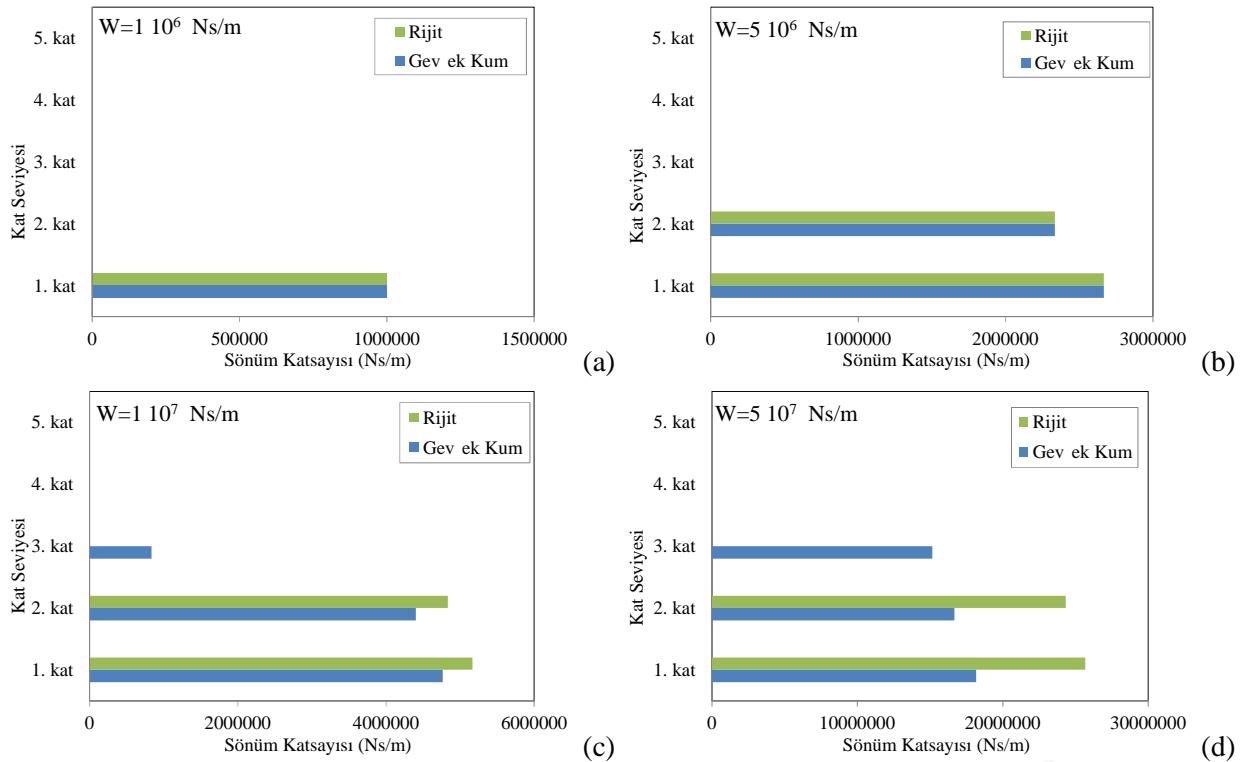 W=1 10⁶ Ns/m
Rijit
Gev ek Kum
Kat Seviyesi
5. kat
4. kat
3. kat
2. kat
1. kat
0
500000
1000000
1500000
Sönüm Katsayısı (Ns/m)
(a)
W=5 10⁶ Ns/m
Rijit
Gev ek Kum
Kat Seviyesi
5. kat
4. kat
3. kat
2. kat
1. kat
0
1000000
2000000
3000000
Sönüm Katsayısı (Ns/m)
(b)
W=1 10⁷ Ns/m
Rijit
Gev ek Kum
Kat Seviyesi
5. kat
4. kat
3. kat
2. kat
1. kat
0
2000000
4000000
6000000
Sönüm Katsayısı (Ns/m)
(c)
W=5 10⁷ Ns/m
Rijit
Gev ek Kum
Kat Seviyesi
5. kat
4. kat
3. kat
2. kat
1. kat
0
10000000
20000000
30000000
Sönüm Katsayısı (Ns/m)
(d)